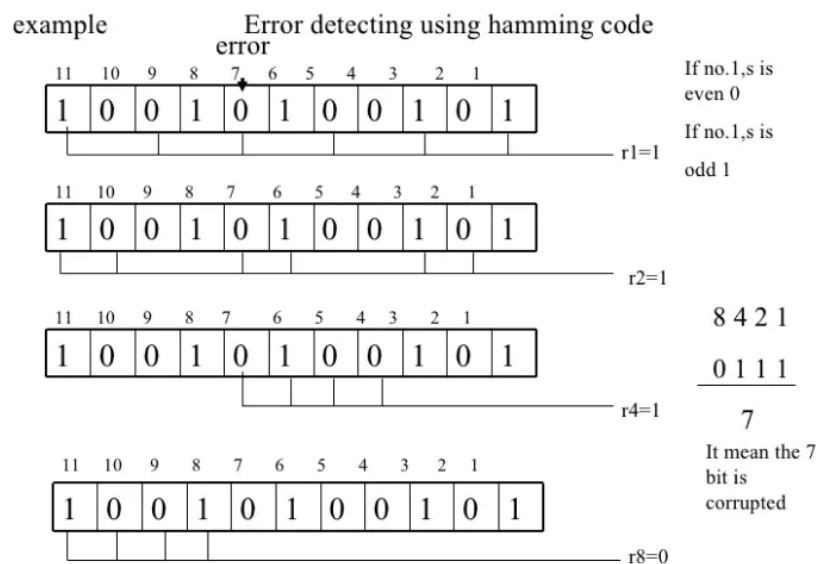 example
Error detecting using hamming code
error
11 10 9 8 7 6 5 4 3 2 1
1 0 0 1 0 1 0 0 1 0 1
r1=1
If no.1,s is
even 0
If no.1,s is
odd 1
11 10 9 8 7 6 5 4 3 2 1
1 0 0 1 0 1 0 0 1 0 1
r2=1
11 10 9 8 7 6 5 4 3 2 1
1 0 0 1 0 1 0 0 1 0 1
r4=1
8 4 2 1
0 1 1 1
7
It mean the 7
bit is
corrupted
11 10 9 8 7 6 5 4 3 2 1
1 0 0 1 0 1 0 0 1 0 1
r8=0